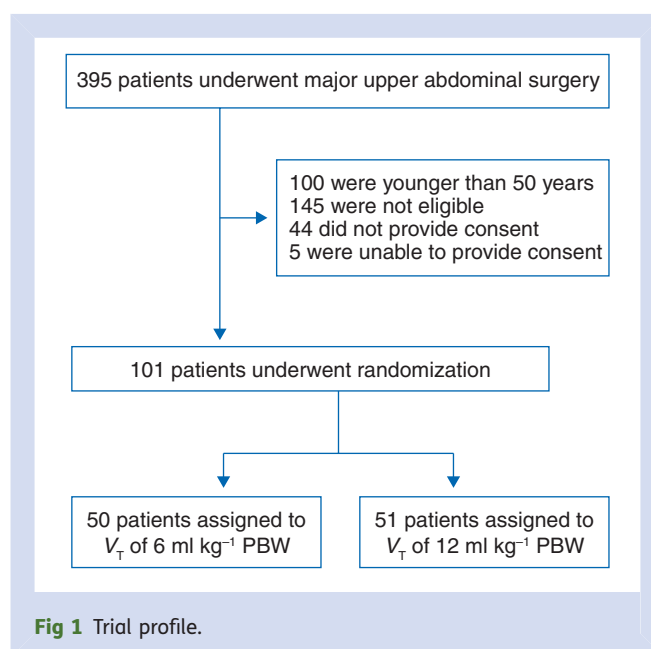 395 patients underwent major upper abdominal surgery
100 were younger than 50 years
145 were not eligible
44 did not provide consent
5 were unable to provide consent
101 patients underwent randomization
50 patients assigned to
V_T of 6 ml kg⁻¹ PBW
51 patients assigned to
V_T of 12 ml kg⁻¹ PBW
Fig 1 Trial profile.